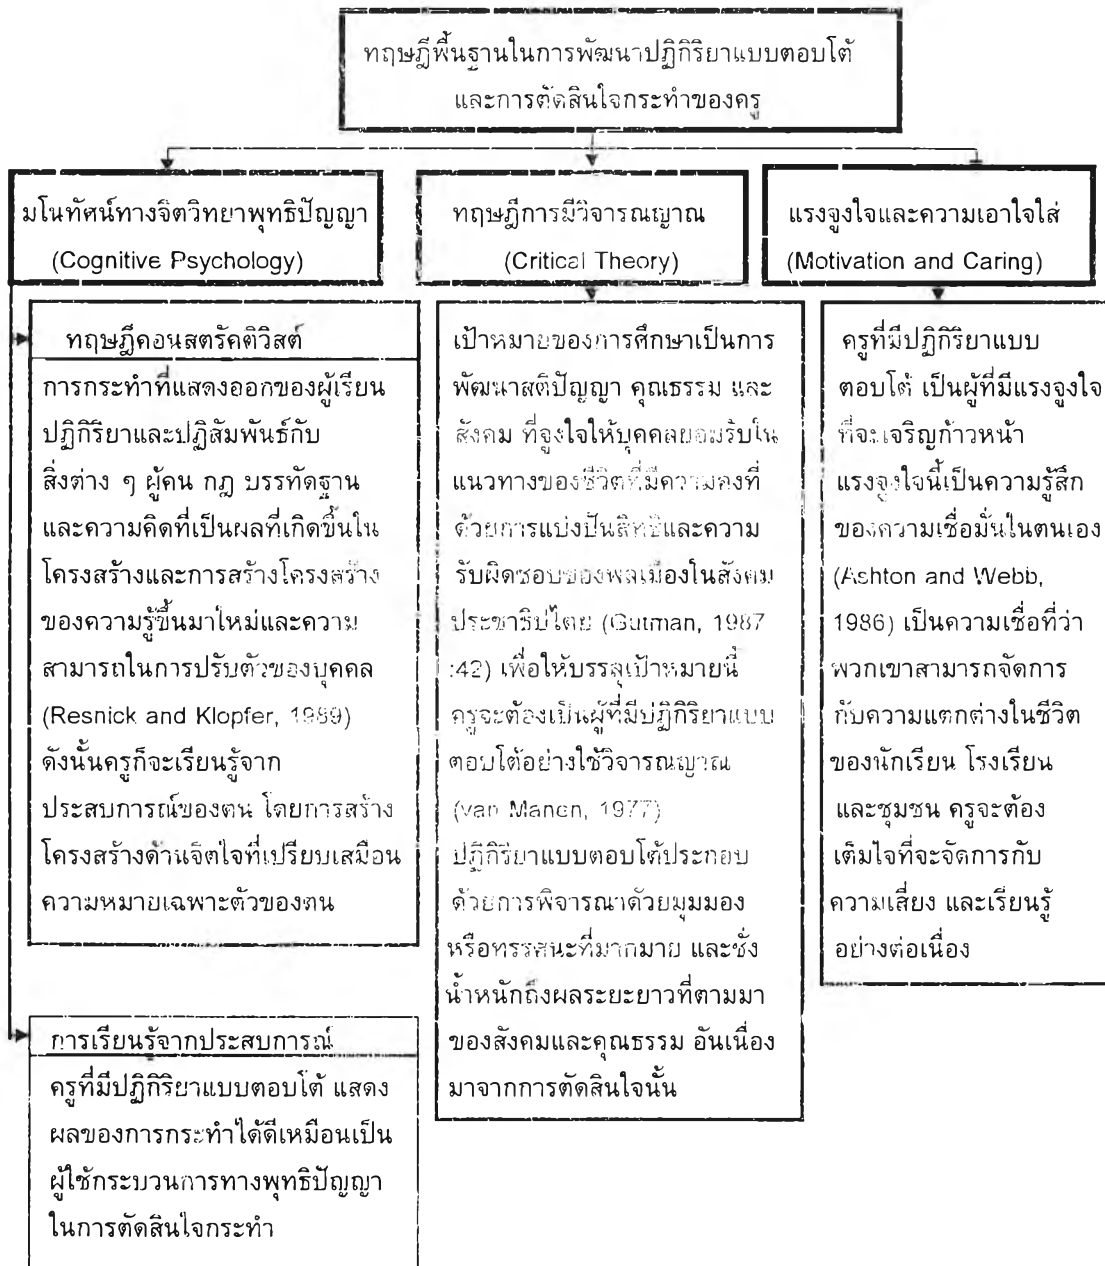 ทฤษฎีพื้นฐานในการพัฒนาปฏิกิริยาแบบตอบโต้
และการตัดสินใจกระทำของครู
มโนทัศน์ทางจิตวิทยาพุทธิปัญญา
(Cognitive Psychology)
ทฤษฎีคอนสตรัคติวิสต์
การกระทำที่แสดงออกของผู้เรียน
ปฏิกิริยาและปฏิสัมพันธ์กับ
สิ่งต่าง ๆ ผู้คน กฎ บรรทัดฐาน
และความคิดที่เป็นผลที่เกิดขึ้นใน
โครงสร้างและการสร้างโครงสร้าง
ของความรู้ขึ้นมาใหม่และความ
สามารถในการปรับตัวของบุคคล
(Resnick and Klopfer, 1989)
ดังนั้นครูก็จะเรียนรู้จาก
ประสบการณ์ของตน โดยการสร้าง
โครงสร้างด้านจิตใจที่เปรียบเสมือน
ความหมายเฉพาะตัวของตน
การเรียนรู้จากประสบการณ์
ครูที่มีปฏิกิริยาแบบตอบโต้ แสดง
ผลของการกระทำได้ดีเหมือนเป็น
ผู้ใช้กระบวนการทางพุทธิปัญญา
ในการตัดสินใจกระทำ
ทฤษฎีการมีวิจารณญาณ
(Critical Theory)
เป้าหมายของการศึกษาเป็นการ
พัฒนาสติปัญญา คุณธรรม และ
สังคม ที่จูงใจให้บุคคลยอมรับใน
แนวทางของชีวิตที่มีความคงที่
ด้วยการแบ่งปันสิทธิและความ
รับผิดชอบของพลเมืองในสังคม
ประชาธิปไตย (Gutman, 1987
:42) เพื่อให้บรรลุเป้าหมายนี้
ครูจะต้องเป็นผู้ที่มีปฏิกิริยาแบบ
ตอบโต้อย่างใช้วิจารณญาณ
(van Manen, 1977)
ปฏิกิริยาแบบตอบโต้ประกอบ
ด้วยการพิจารณาด้วยมุมมอง
หรือทรรศนะที่มากมาย และชั่ง
น้ำหนักถึงผลระยะยาวที่ตามมา
ของสังคมและคุณธรรม อันเนื่อง
มาจากการตัดสินใจนั้น
แรงจูงใจและความเอาใจใส่
(Motivation and Caring)
ครูที่มีปฏิกิริยาแบบ
ตอบโต้ เป็นผู้ที่มีแรงจูงใจ
ที่จะเจริญก้าวหน้า
แรงจูงใจนี้เป็นความรู้สึก
ของความเชื่อมั่นในตนเอง
(Ashton and Webb,
1986) เป็นความเชื่อที่ว่า
พวกเขาสามารถจัดการ
กับความแตกต่างในชีวิต
ของนักเรียน โรงเรียน
และชุมชน ครูจะต้อง
เต็มใจที่จะจัดการกับ
ความเสี่ยง และเรียนรู้
อย่างต่อเนื่อง